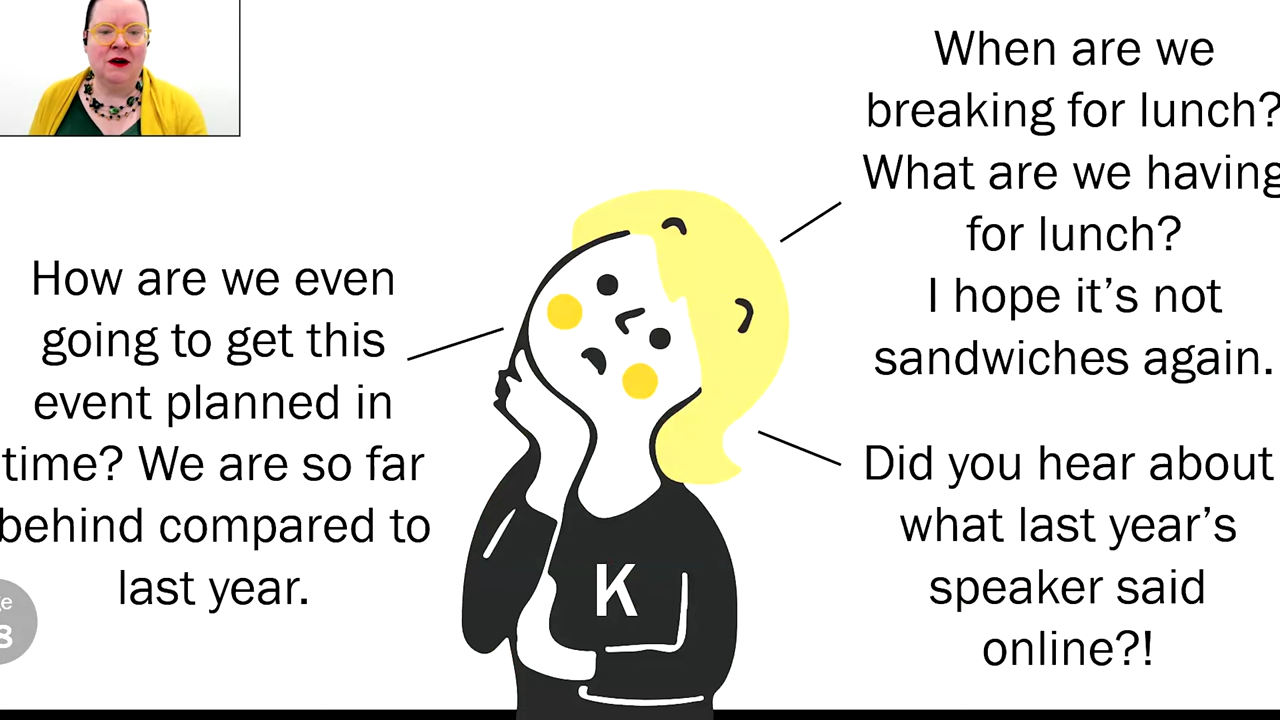 When are we
breaking for lunch?
What are we having
for lunch?
I hope it’s not
sandwiches again.
How are we even
going to get this
event planned in
time? We are so far
behind compared to
last year.
Did you hear about
what last year’s
speaker said
online?!
K
8